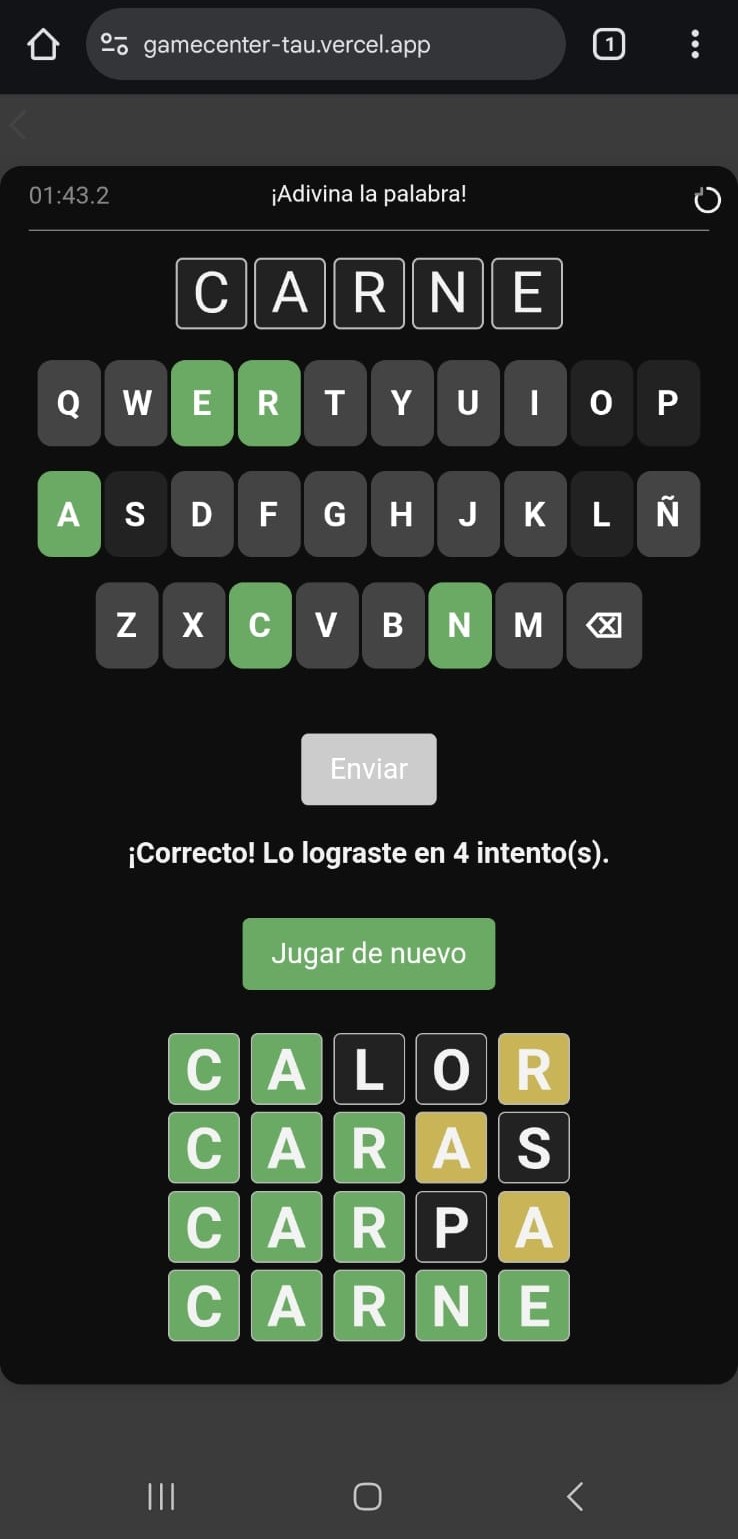 gamecenter-tau.vercel.app 1
01:43.2 ¡Adivina la palabra!
C A R N E
Q W E R T Y U I O P
A S D F G H J K L Ñ
Z X C V B N M
Enviar
¡Correcto! Lo lograste en 4 intento(s).
Jugar de nuevo
C A L O R
C A R A S
C A R P A
C A R N E